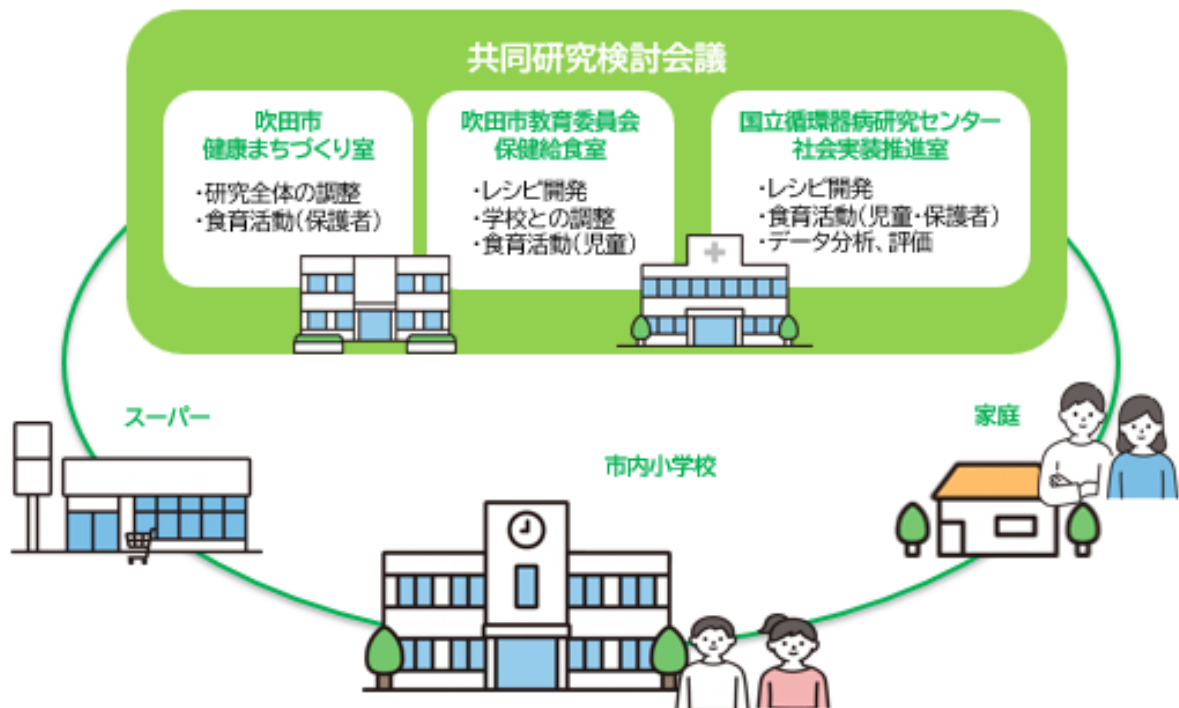 共同研究検討会議
吹田市
健康まちづくり室
・研究全体の調整
・食育活動(保護者)
吹田市教育委員会
保健給食室
・レシピ開発
・学校との調整
・食育活動(児童)
国立循環器病研究センター
社会実装推進室
・レシピ開発
・食育活動(児童・保護者)
・データ分析、評価
スーパー
市内小学校
家庭